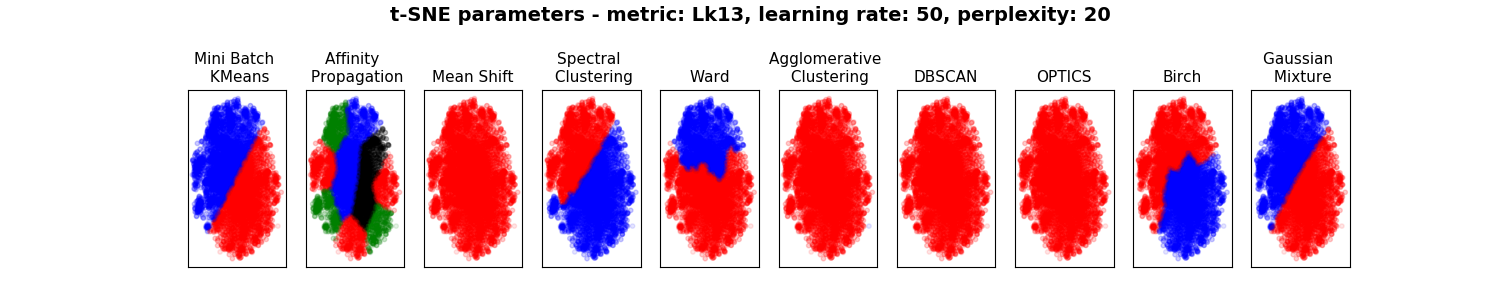 t-SNE parameters - metric: Lk13, learning rate: 50, perplexity: 20
Mini Batch
KMeans
Affinity
Propagation
Mean Shift
Spectral
Clustering
Ward
Agglomerative
Clustering
DBSCAN
OPTICS
Birch
Gaussian
Mixture